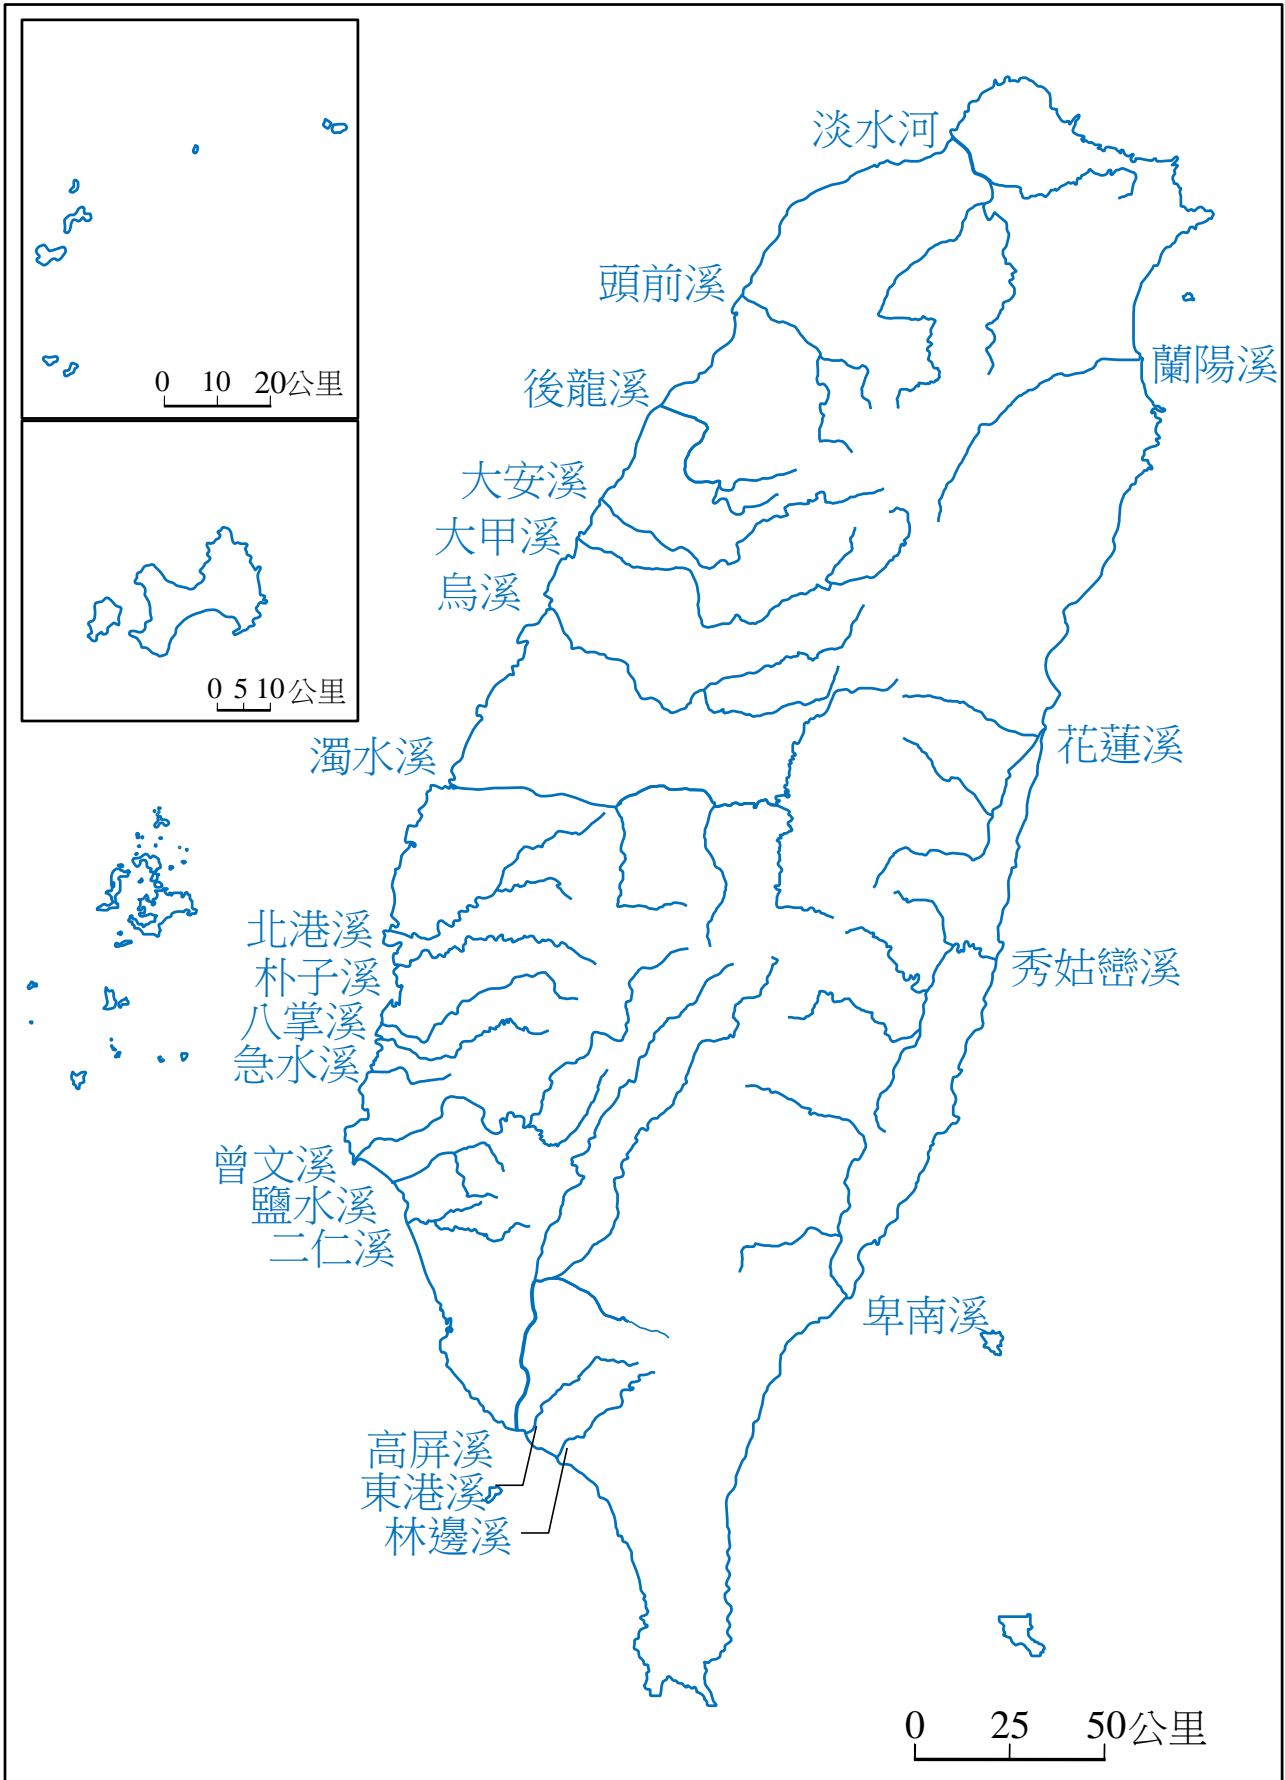 淡水河
頭前溪
蘭陽溪
後龍溪
0 10 20公里
大安溪
大甲溪
烏溪
0 5 10公里
花蓮溪
濁水溪
北港溪
秀姑巒溪
朴子溪
八掌溪
急水溪
曾文溪
鹽水溪
二仁溪
卑南溪
高屏溪
東港溪
林邊溪
0 25 50公里